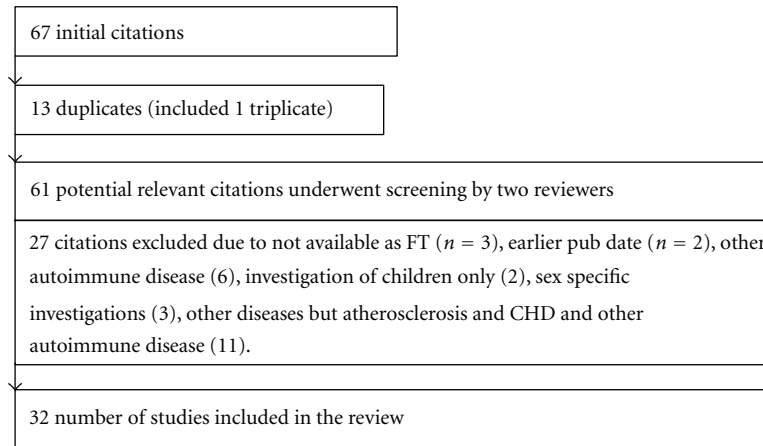 67 initial citations
13 duplicates (included 1 triplicate)
61 potential relevant citations underwent screening by two reviewers
27 citations excluded due to not available as FT (n = 3), earlier pub date (n = 2), other
autoimmune disease (6), investigation of children only (2), sex specific
investigations (3), other diseases but atherosclerosis and CHD and other
autoimmune disease (11).
32 number of studies included in the review